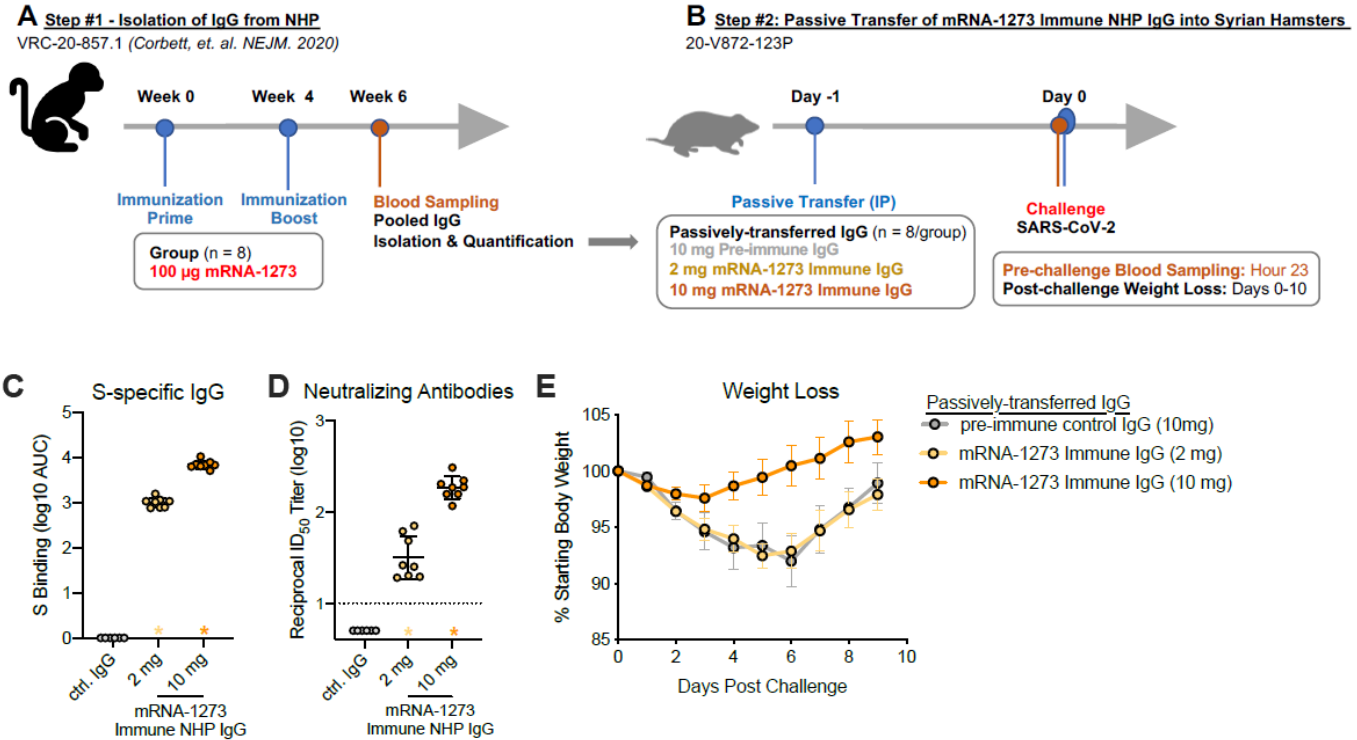 A Step #1 - Isolation of IgG from NHP
VRC-20-857.1 (Corbett, et. al. NEJM. 2020)
Week 0
Week 4
Week 6
Immunization
Prime
Immunization
Boost
Blood Sampling
Pooled IgG
Isolation & Quantification
Group (n = 8)
100 µg mRNA-1273
B Step #2: Passive Transfer of mRNA-1273 Immune NHP IgG into Syrian Hamsters
20-V872-123P
Day -1
Day 0
Passive Transfer (IP)
Passively-transferred IgG (n = 8/group)
10 mg Pre-immune IgG
2 mg mRNA-1273 Immune IgG
10 mg mRNA-1273 Immune IgG
Challenge
SARS-CoV-2
Pre-challenge Blood Sampling: Hour 23
Post-challenge Weight Loss: Days 0-10
C S-specific IgG
S Binding (log10 AUC)
5
4
3
2
1
0
* *
ctrl. IgG
2 mg
10 mg
mRNA-1273
Immune NHP IgG
D Neutralizing Antibodies
Reciprocal ID50 Titer (log10)
3
2
1
* *
ctrl. IgG
2 mg
10 mg
mRNA-1273
Immune NHP IgG
E Weight Loss
% Starting Body Weight
105
100
95
90
85
0 2 4 6 8 10
Days Post Challenge
Passively-transferred IgG
pre-immune control IgG (10mg)
mRNA-1273 Immune IgG (2 mg)
mRNA-1273 Immune IgG (10 mg)